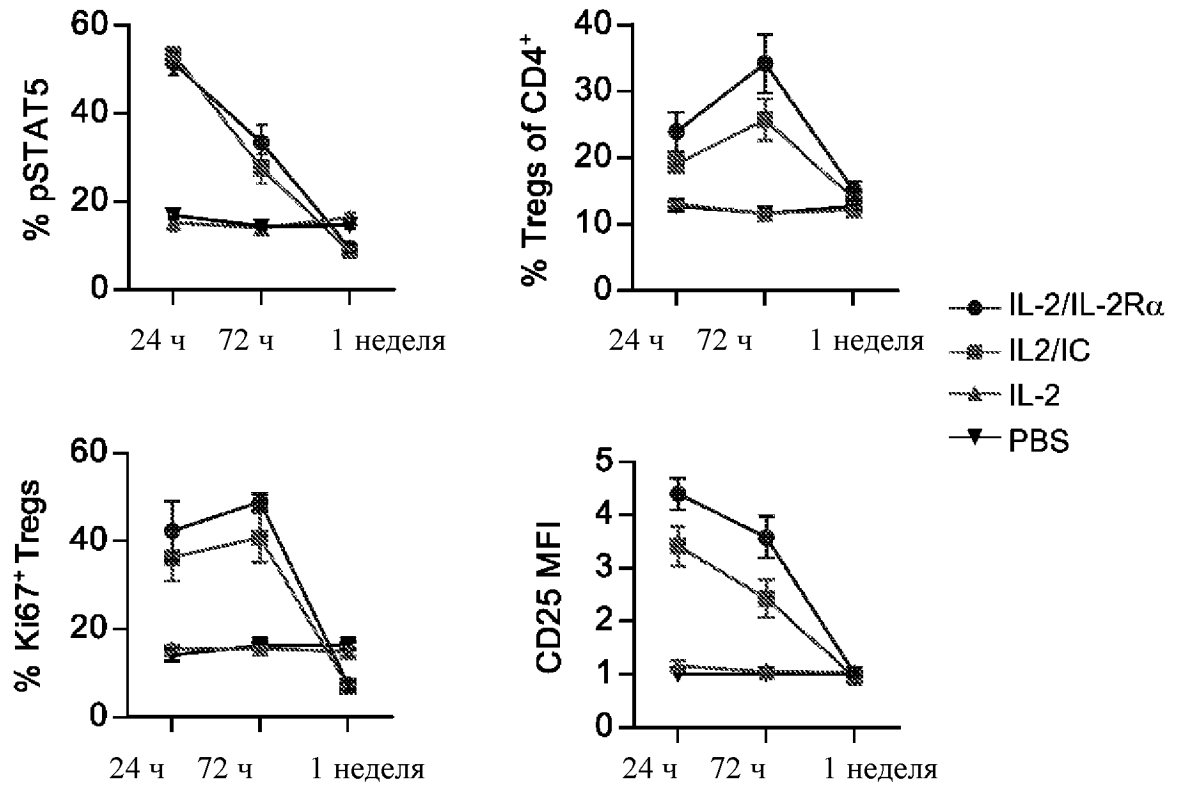 % pSTAT5
60
40
20
0
24 ч 72 ч 1 неделя
% Tregs of CD4⁺
40
30
20
10
0
24 ч 72 ч 1 неделя
% Ki67⁺ Tregs
60
40
20
0
24 ч 72 ч 1 неделя
CD25 MFI
5
4
3
2
1
0
24 ч 72 ч 1 неделя
IL-2/IL-2Rα
IL2/IC
IL-2
PBS